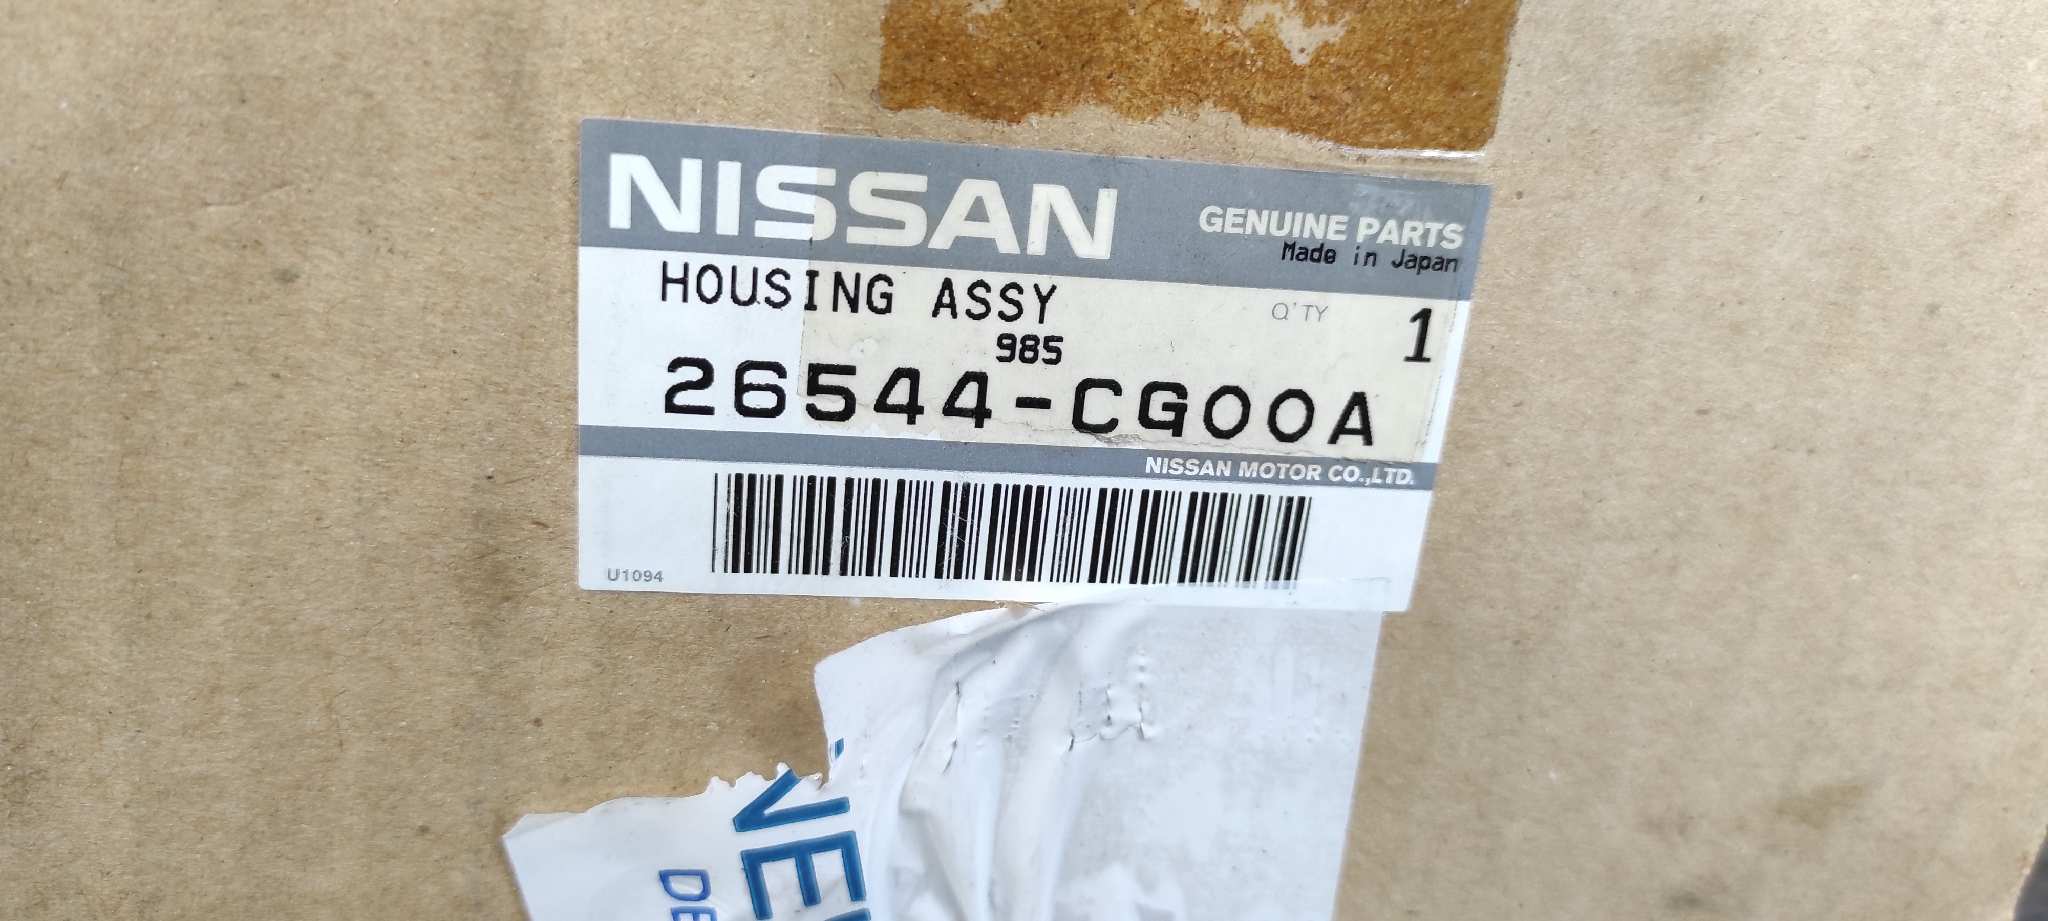 NISSAN
GENUINE PARTS
Made in Japan
HOUSING ASSY
Q'TY 1
985
26544-CG00A
NISSAN MOTOR CO.,LTD.
U1094